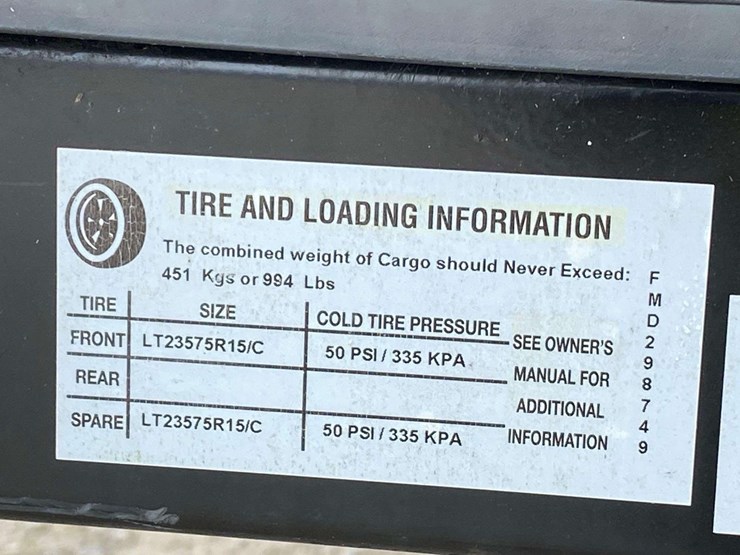 TIRE AND LOADING INFORMATION
The combined weight of Cargo should Never Exceed:
451 Kgs or 994 Lbs
TIRE SIZE COLD TIRE PRESSURE
FRONT LT23575R15/C 50 PSI / 335 KPA
REAR
SPARE LT23575R15/C 50 PSI / 335 KPA
SEE OWNER'S
MANUAL FOR
ADDITIONAL
INFORMATION
F
M
D
2
9
8
7
4
9